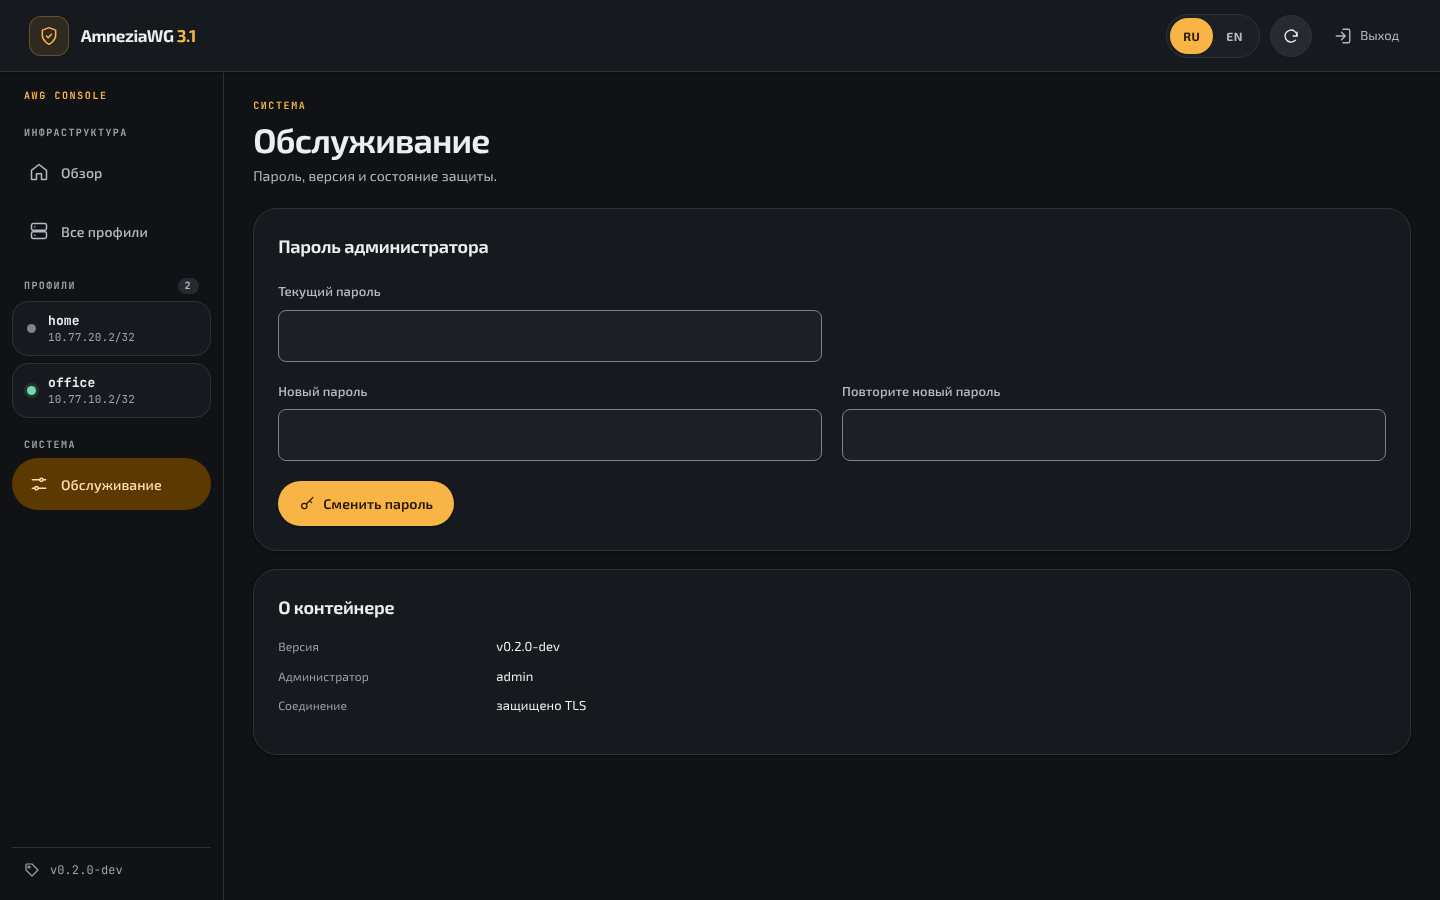 AmneziaWG 3.1
RU
EN
Выход
AWG CONSOLE
ИНФРАСТРУКТУРА
Обзор
Все профили
ПРОФИЛИ
2
home
10.77.20.2/32
office
10.77.10.2/32
СИСТЕМА
Обслуживание
v0.2.0-dev
СИСТЕМА
Обслуживание
Пароль, версия и состояние защиты.
Пароль администратора
Текущий пароль
Новый пароль
Повторите новый пароль
Сменить пароль
О контейнере
Версия
v0.2.0-dev
Администратор
admin
Соединение
защищено TLS